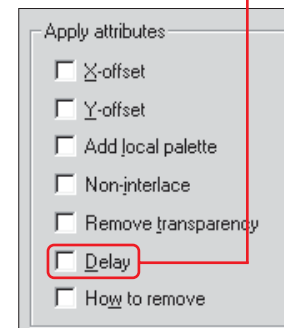 Apply attributes
X-offset
Y-offset
Add local palette
Non-interlace
Remove transparency
Delay
How to remove